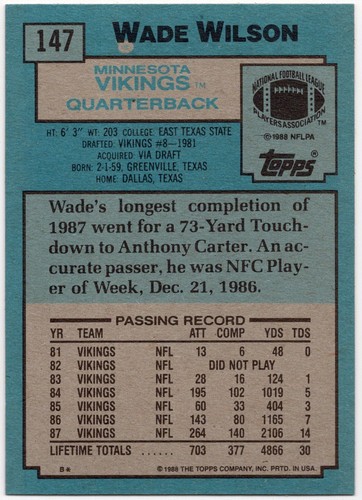 147
WADE WILSON
MINNESOTA
VIKINGS™
QUARTERBACK
NATIONAL FOOTBALL LEAGUE
PLAYERS ASSOCIATION
©1988 NFLPA
Topps®
HT: 6' 3" WT: 203 COLLEGE: EAST TEXAS STATE
DRAFTED: VIKINGS #8–1981
ACQUIRED: VIA DRAFT
BORN: 2-1-59, GREENVILLE, TEXAS
HOME: DALLAS, TEXAS
Wade's longest completion of
1987 went for a 73-Yard Touch-
down to Anthony Carter. An ac-
curate passer, he was NFC Play-
er of Week, Dec. 21, 1986.
PASSING RECORD
YR TEAM ATT COMP YDS TDS
81 VIKINGS NFL 13 6 48 0
82 VIKINGS NFL DID NOT PLAY
83 VIKINGS NFL 28 16 124 1
84 VIKINGS NFL 195 102 1019 5
85 VIKINGS NFL 60 33 404 3
86 VIKINGS NFL 143 80 1165 7
87 VIKINGS NFL 264 140 2106 14
LIFETIME TOTALS ...... 703 377 4866 30
B* ©1988 THE TOPPS COMPANY, INC. PRTD. IN USA.